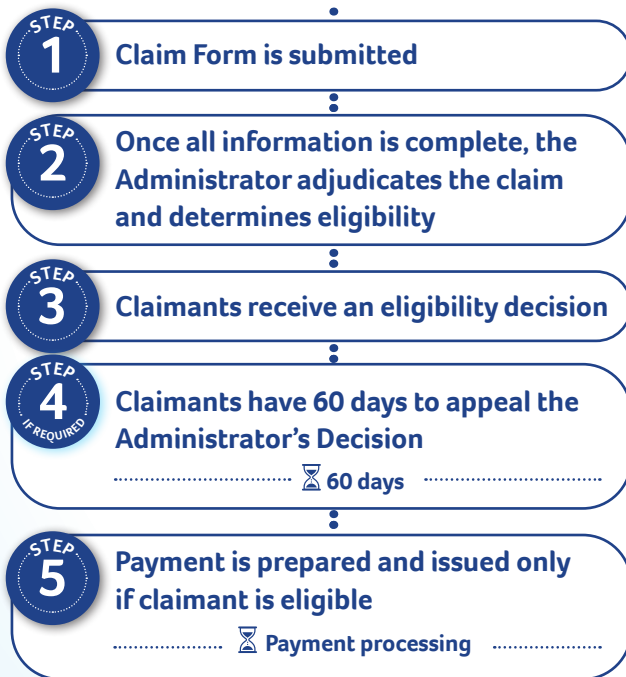 STEP
1
Claim Form is submitted
STEP
2
Once all information is complete, the
Administrator adjudicates the claim
and determines eligibility
STEP
3
Claimants receive an eligibility decision
STEP
4
IF REQUIRED
Claimants have 60 days to appeal the
Administrator’s Decision
60 days
STEP
5
Payment is prepared and issued only
if claimant is eligible
Payment processing